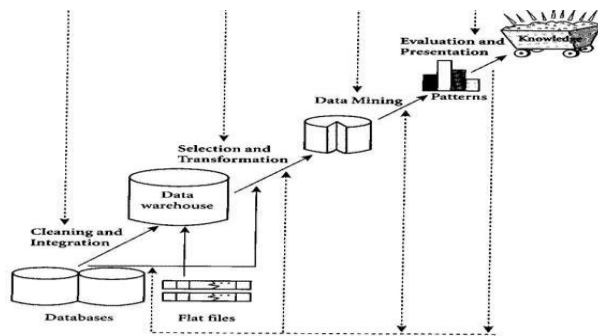 Evaluation and
Presentation
Knowledge
Data Mining
Patterns
Selection and
Transformation
Data
warehouse
Cleaning and
Integration
Databases
Flat files